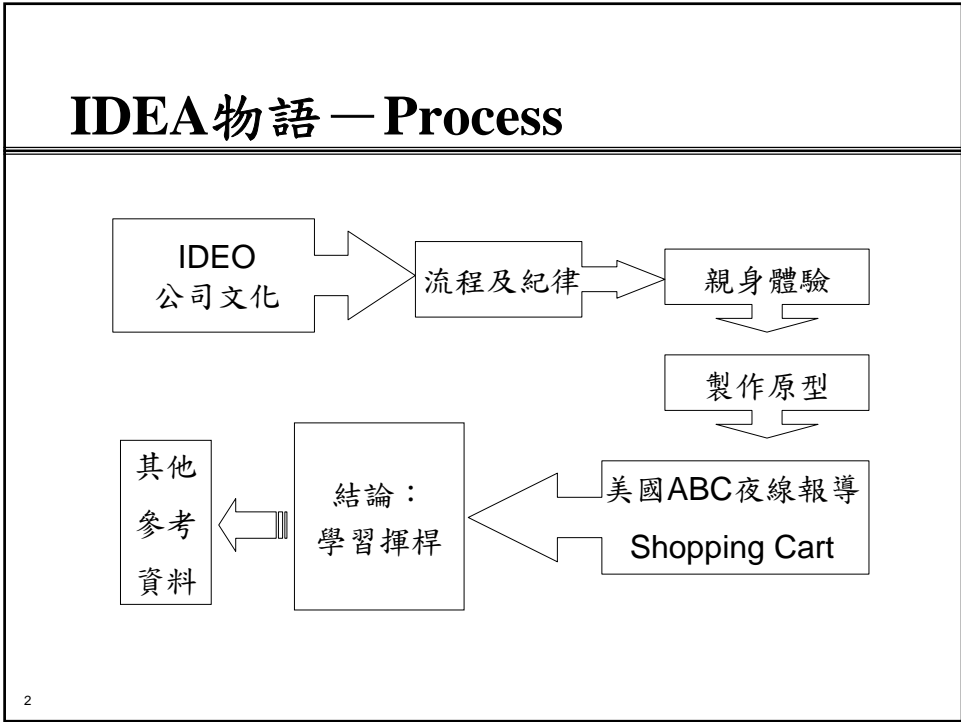 IDEA物語－Process
IDEO
公司文化
流程及紀律
親身體驗
製作原型
美國ABC夜線報導
Shopping Cart
結論：
學習揮桿
其他
參考
資料
2